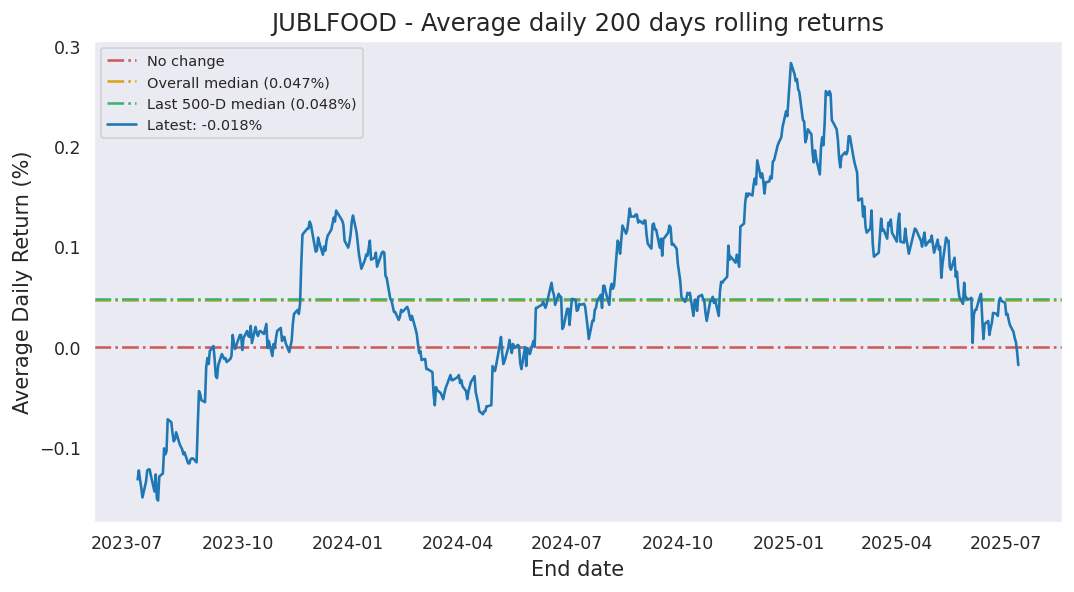 JUBLFOOD - Average daily 200 days rolling returns
0.3
0.2
0.1
0.0
−0.1
Average Daily Return (%)
No change
Overall median (0.047%)
Last 500-D median (0.048%)
Latest: -0.018%
2023-07
2023-10
2024-01
2024-04
2024-07
2024-10
2025-01
2025-04
2025-07
End date